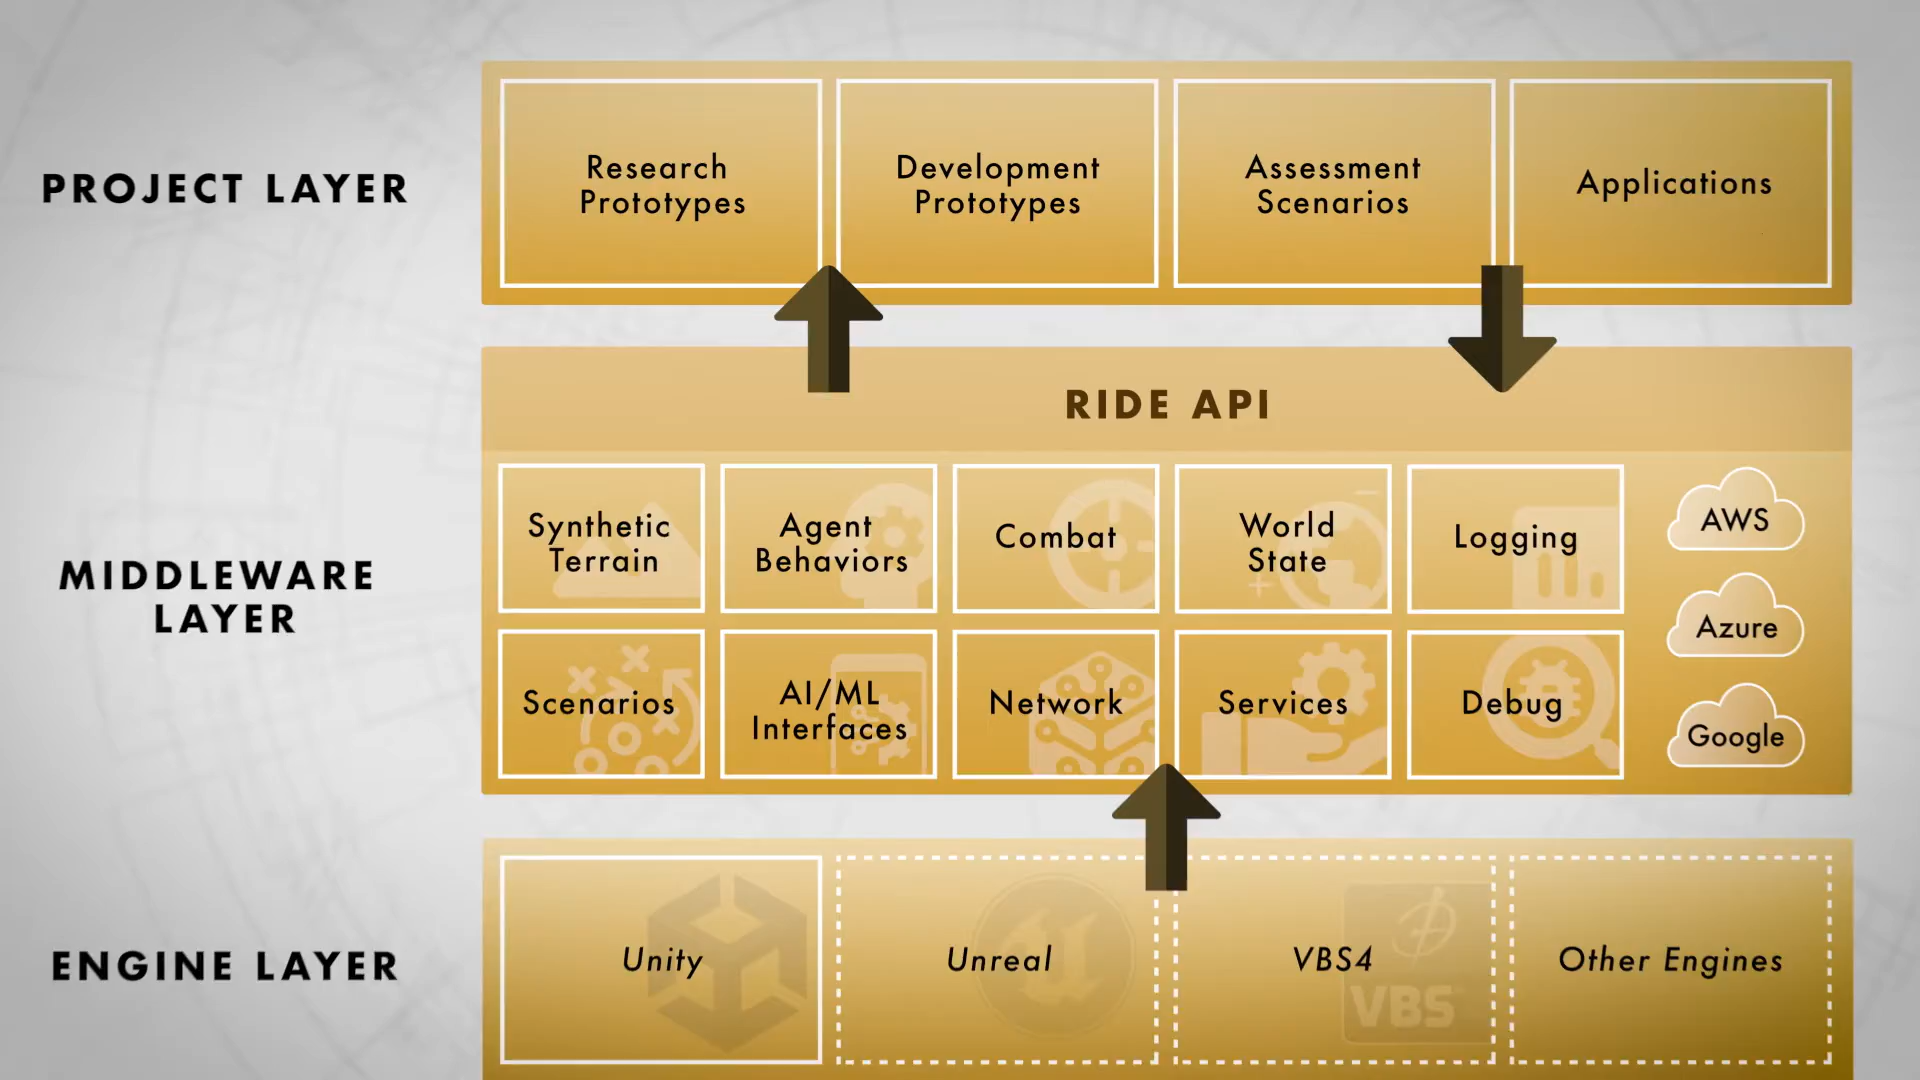 PROJECT LAYER
Research
Prototypes
Development
Prototypes
Assessment
Scenarios
Applications
RIDE API
MIDDLEWARE
LAYER
Synthetic
Terrain
Agent
Behaviors
Combat
World
State
Logging
AWS
Azure
Google
Scenarios
AI/ML
Interfaces
Network
Services
Debug
ENGINE LAYER
Unity
Unreal
VBS4
VBS
Other Engines